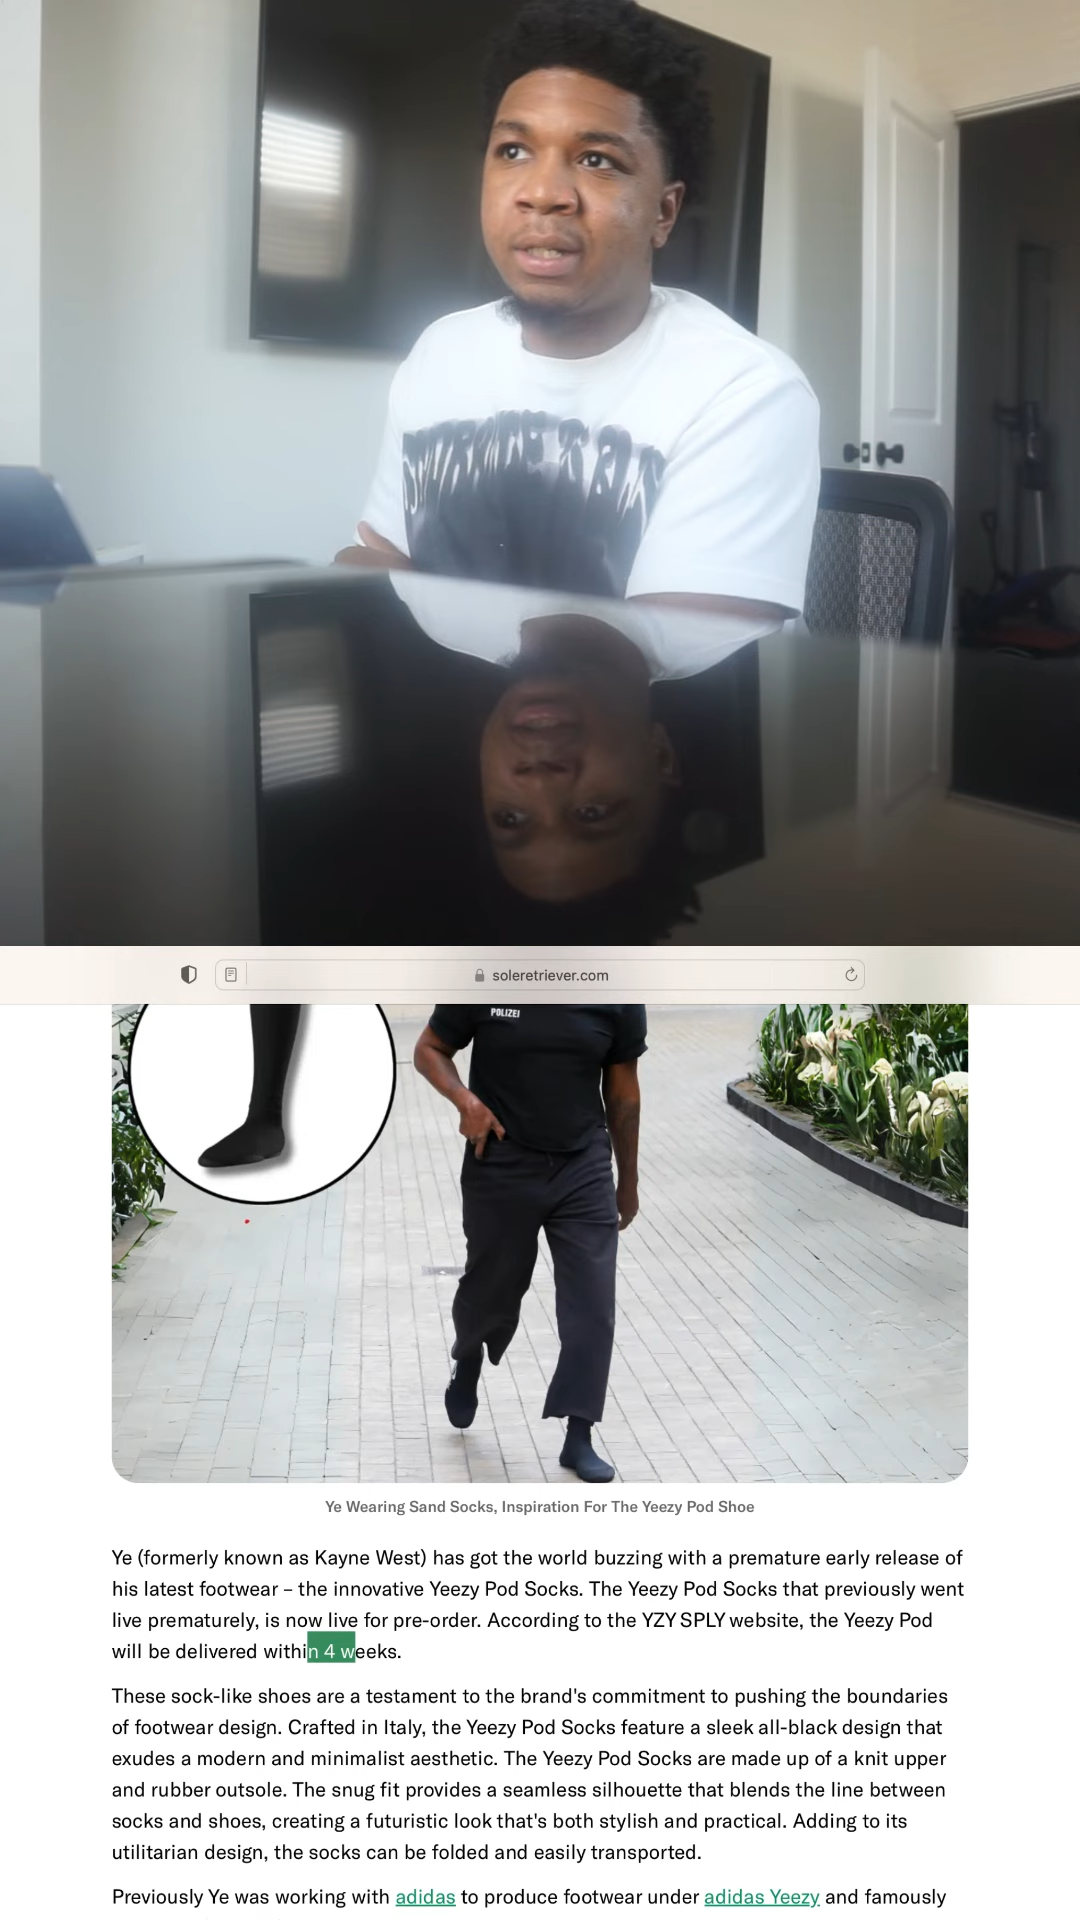 soleretriever.com
POLIZEI
Ye Wearing Sand Socks, Inspiration For The Yeezy Pod Shoe
Ye (formerly known as Kayne West) has got the world buzzing with a premature early release of
his latest footwear – the innovative Yeezy Pod Socks. The Yeezy Pod Socks that previously went
live prematurely, is now live for pre-order. According to the YZY SPLY website, the Yeezy Pod
will be delivered within 4 weeks.
These sock-like shoes are a testament to the brand's commitment to pushing the boundaries
of footwear design. Crafted in Italy, the Yeezy Pod Socks feature a sleek all-black design that
exudes a modern and minimalist aesthetic. The Yeezy Pod Socks are made up of a knit upper
and rubber outsole. The snug fit provides a seamless silhouette that blends the line between
socks and shoes, creating a futuristic look that's both stylish and practical. Adding to its
utilitarian design, the socks can be folded and easily transported.
Previously Ye was working with adidas to produce footwear under adidas Yeezy and famously